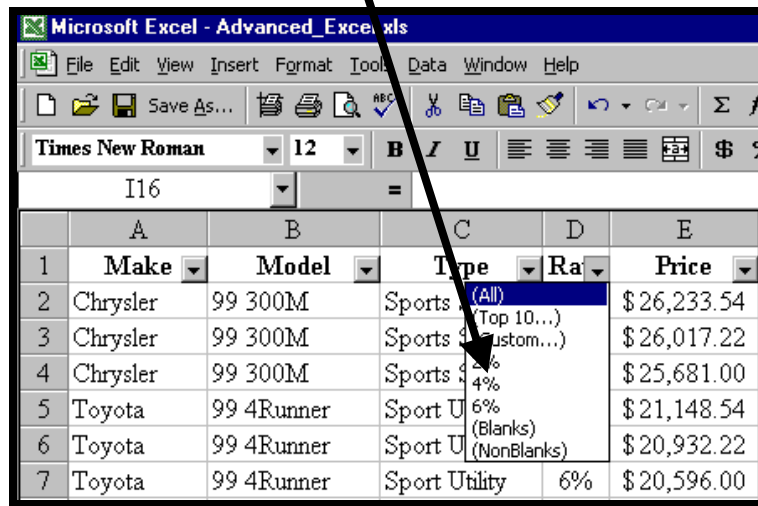 Microsoft Excel - Advanced_Excel.xls
File Edit View Insert Format Tools Data Window Help
Save As... ABC Σ
Times New Roman 12 B I U $
I16 =
A B C D E
1 Make Model Type Price
2 Chrysler 99 300M Sports $26,233.54
3 Chrysler 99 300M Sports $26,017.22
4 Chrysler 99 300M Sports $25,681.00
5 Toyota 99 4Runner Sport $21,148.54
6 Toyota 99 4Runner Sport $20,932.22
7 Toyota 99 4Runner Sport Utility 6% $20,596.00
(All)
(Top 10...)
(Custom...)
4%
6%
(Blanks)
(NonBlanks)